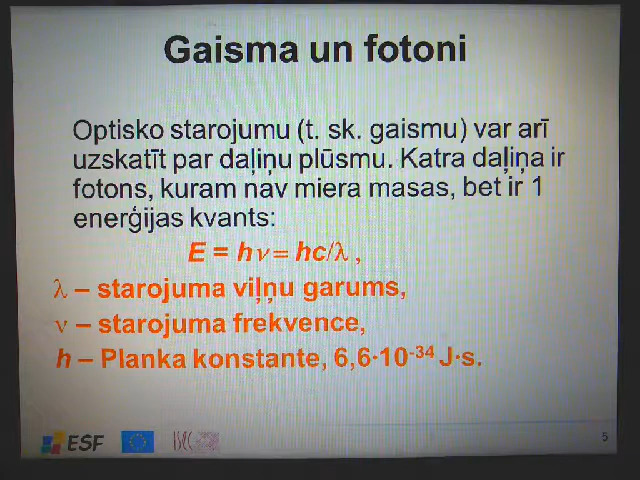 Gaisma un fotoni
Optisko starojumu (t. sk. gaismu) var arī
uzskatīt par daļiņu plūsmu. Katra daļiņa ir
fotons, kuram nav miera masas, bet ir 1
enerģijas kvants:
E = hν = hc/λ ,
λ – starojuma viļņu garums,
ν – starojuma frekvence,
h – Planka konstante, 6,6·10⁻³⁴ J·s.
ESF
5